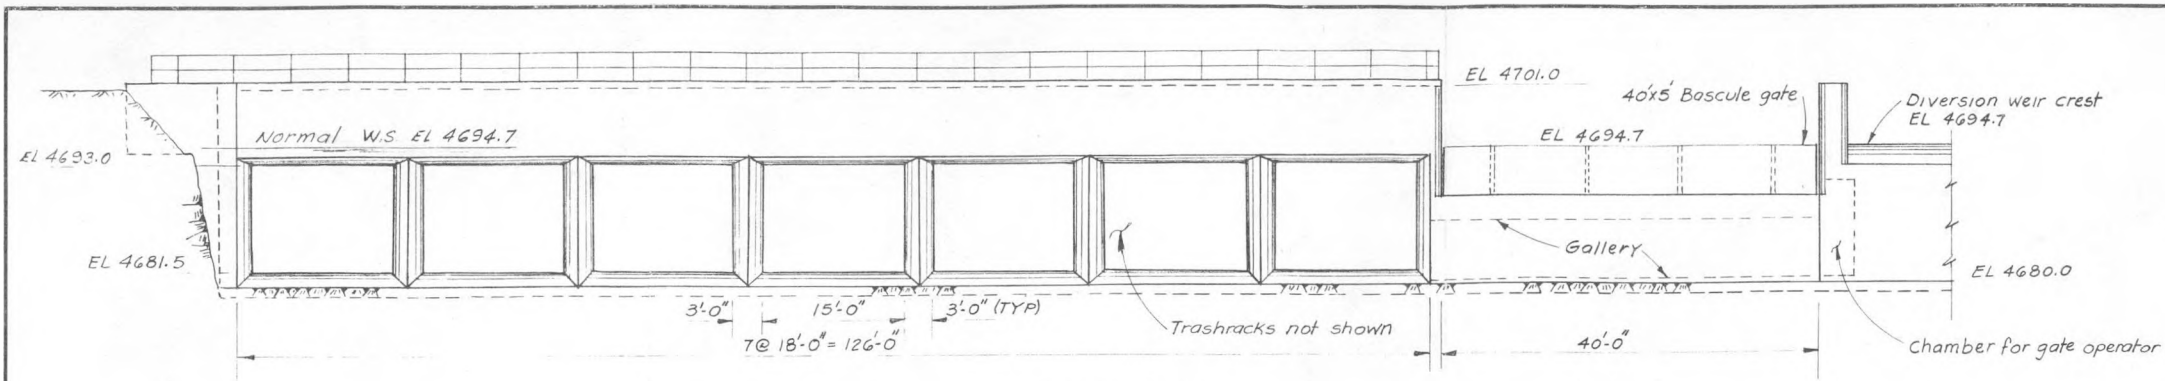 EL 4701.0
40'x5' Bascule gate
Diversion weir crest
EL 4694.7
Normal W.S. EL 4694.7
EL 4694.7
EL 4693.0
Gallery
EL 4681.5
EL 4680.0
3'-0"
15'-0"
3'-0" (TYP)
Trashracks not shown
7@ 18'-0" = 126'-0"
40'-0"
Chamber for gate operator